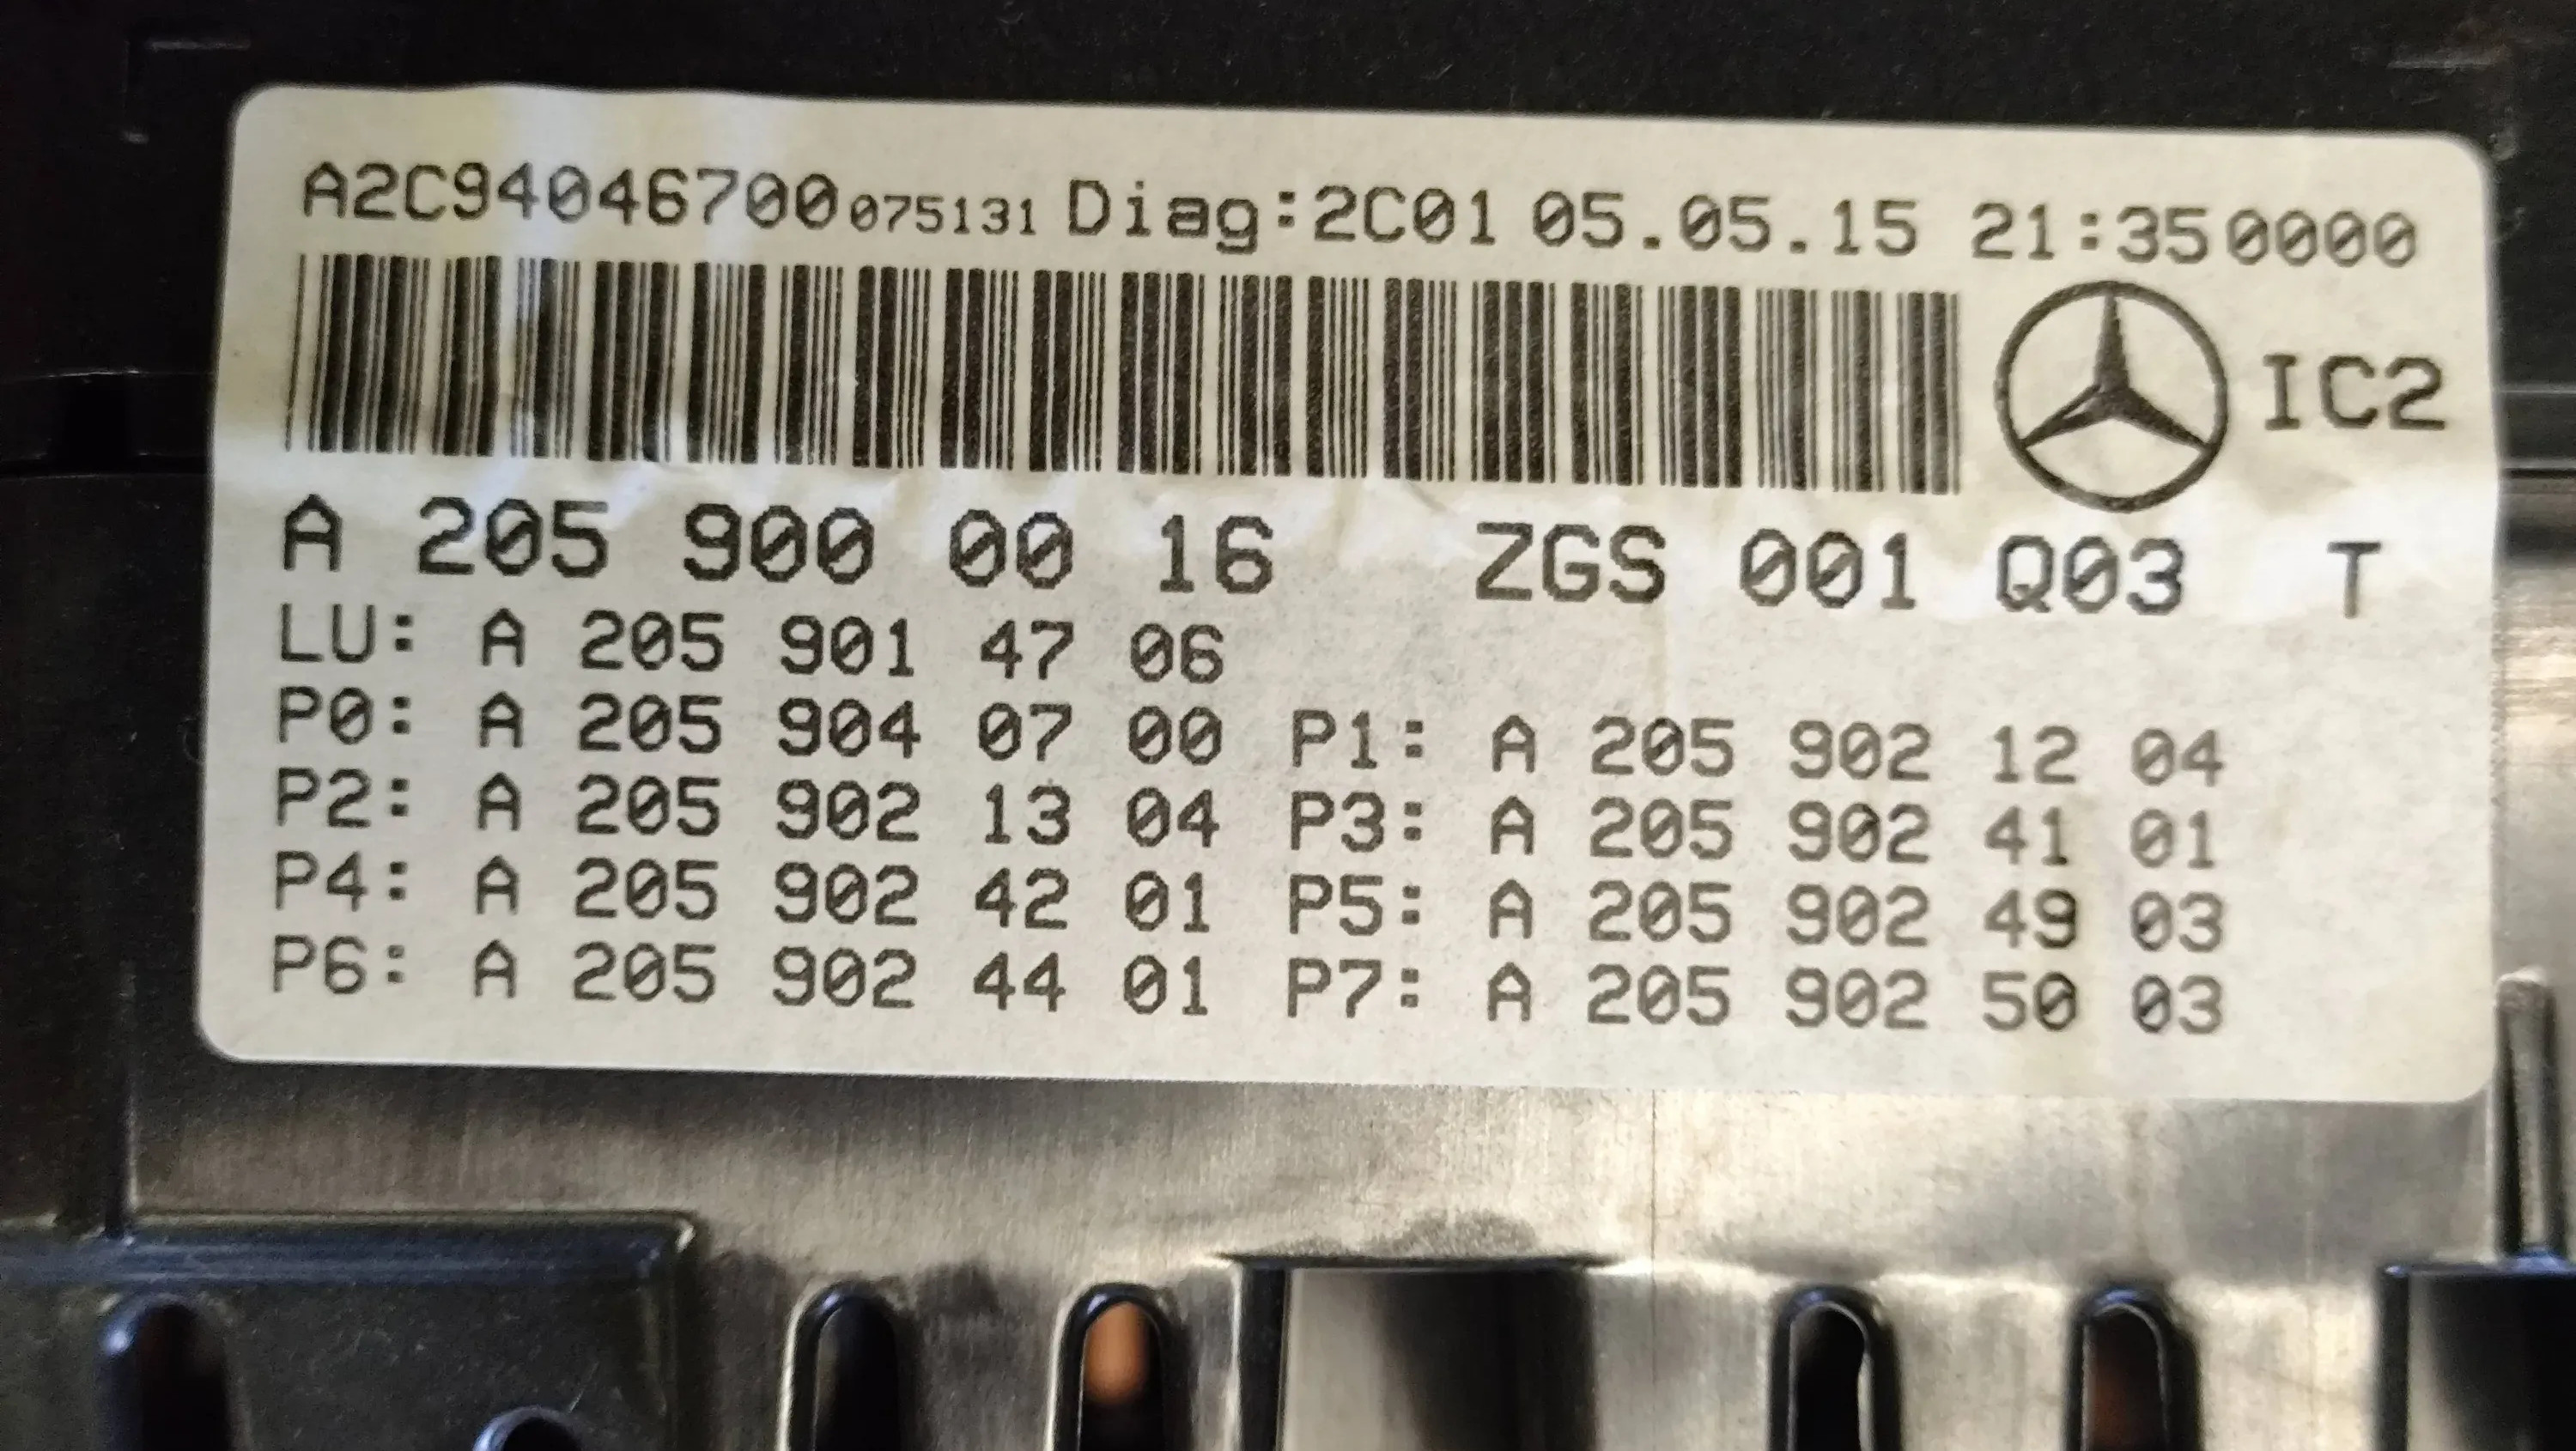 A2C94046700075131 Diag:2C01 05.05.15 21:350000
IC2
A 205 900 00 16 ZGS 001 Q03 T
LU: A 205 901 47 06
P0: A 205 904 07 00 P1: A 205 902 12 04
P2: A 205 902 13 04 P3: A 205 902 41 01
P4: A 205 902 42 01 P5: A 205 902 49 03
P6: A 205 902 44 01 P7: A 205 902 50 03